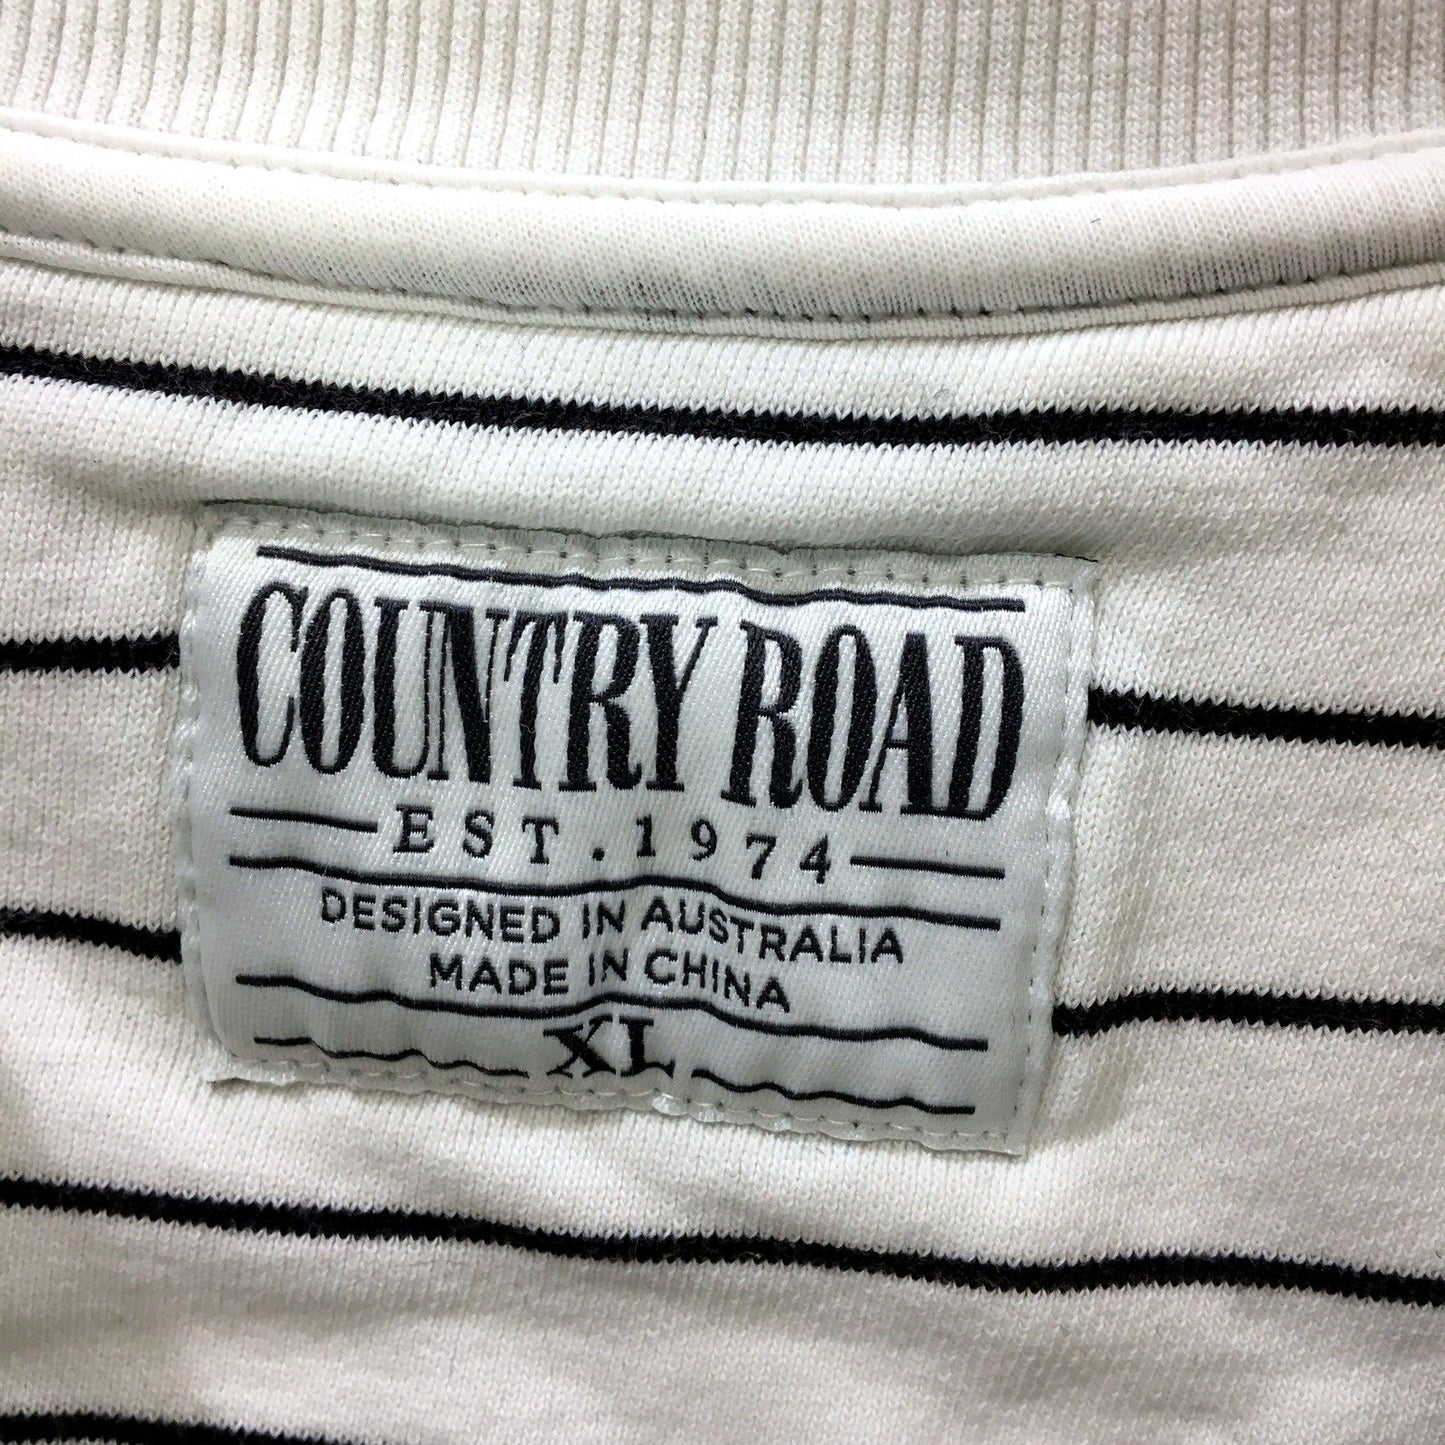 COUNTRY ROAD
EST. 1974
DESIGNED IN AUSTRALIA
MADE IN CHINA
XL